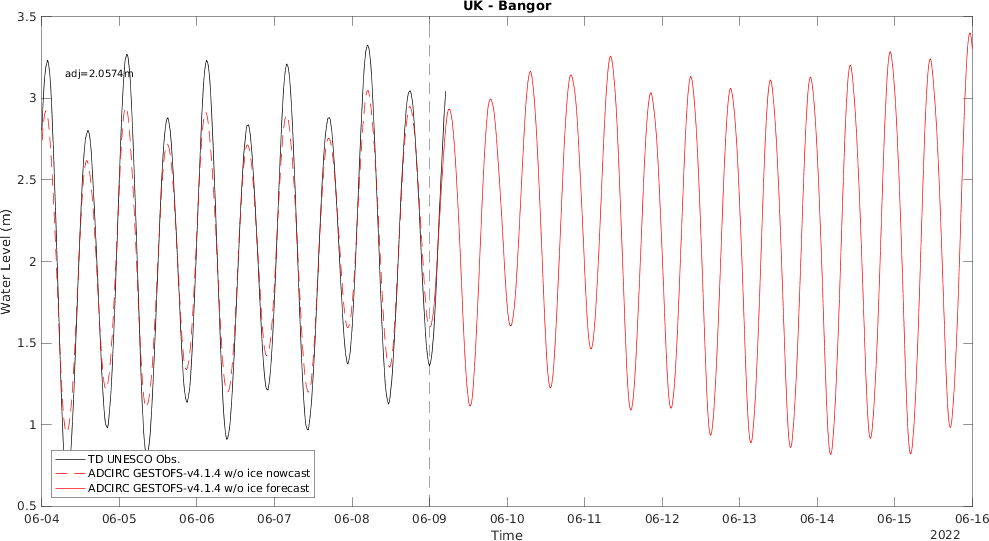 UK - Bangor
adj=2.0574m
3.5
3
2.5
2
1.5
1
0.5
Water Level (m)
TD UNESCO Obs.
ADCIRC GESTOFS-v4.1.4 w/o ice nowcast
ADCIRC GESTOFS-v4.1.4 w/o ice forecast
06-04 06-05 06-06 06-07 06-08 06-09 06-10 06-11 06-12 06-13 06-14 06-15 06-16
Time
2022